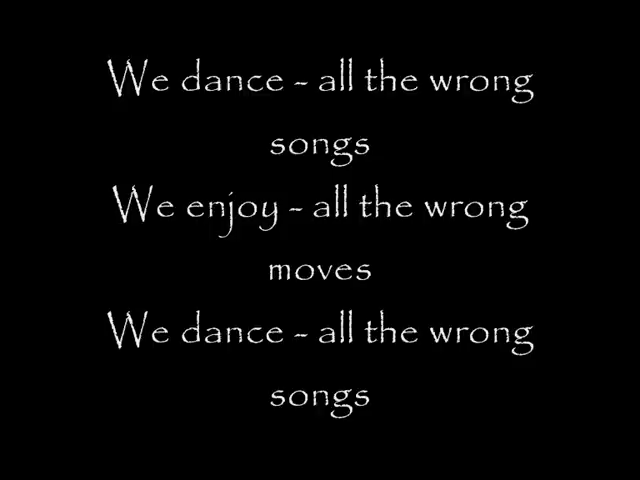 We dance - all the wrong
songs
We enjoy - all the wrong
moves
We dance - all the wrong
songs